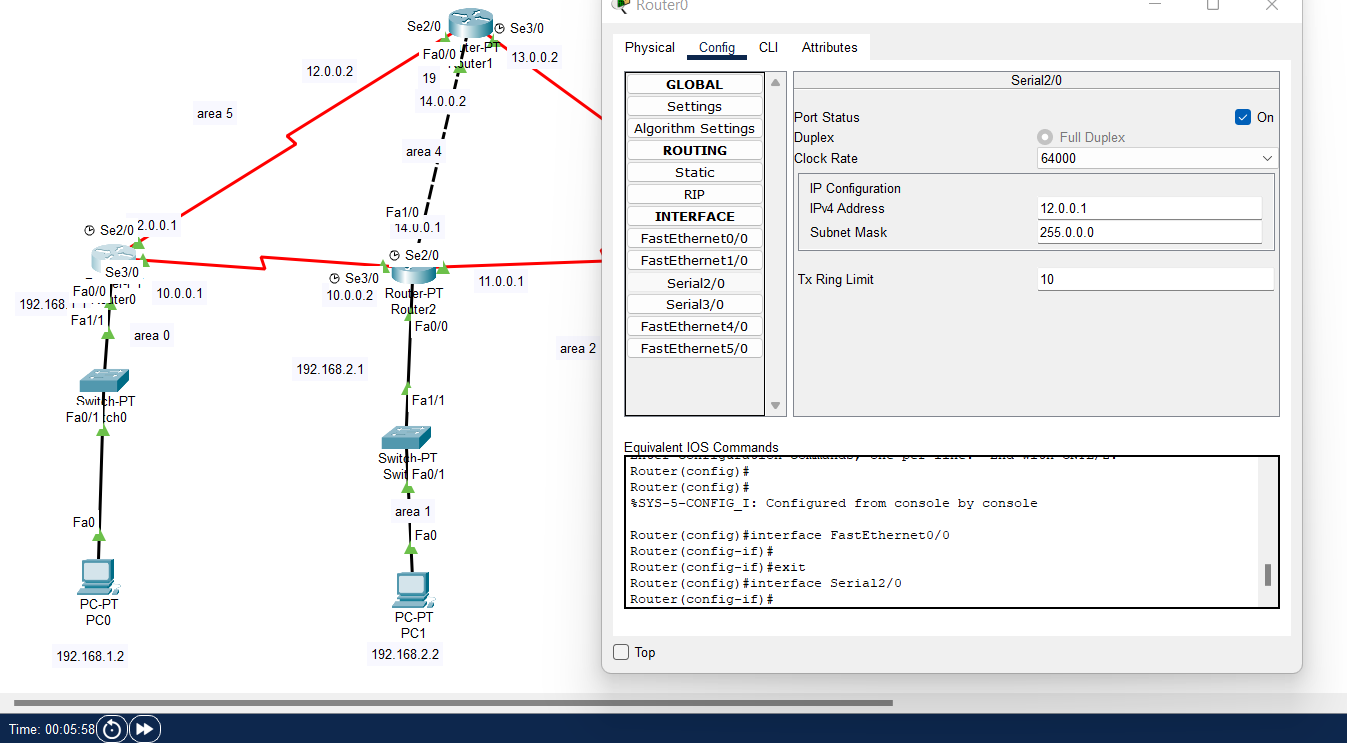 Router0
Physical
Config
CLI
Attributes
GLOBAL
Settings
Algorithm Settings
ROUTING
Static
RIP
INTERFACE
FastEthernet0/0
FastEthernet1/0
Serial2/0
Serial3/0
FastEthernet4/0
FastEthernet5/0
Serial2/0
Port Status
On
Duplex
Full Duplex
Clock Rate
64000
IP Configuration
IPv4 Address
12.0.0.1
Subnet Mask
255.0.0.0
Tx Ring Limit
10
Equivalent IOS Commands
Router(config)#
Router(config)#
%SYS-5-CONFIG_I: Configured from console by console
Router(config)#interface FastEthernet0/0
Router(config-if)#
Router(config-if)#exit
Router(config)#interface Serial2/0
Router(config-if)#
Top
Se2/0
Se3/0
Fa0/0
ter-PT
uter1
13.0.0.2
12.0.0.2
19
14.0.0.2
area 5
area 4
Fa1/0
14.0.0.1
Se2/0
2.0.0.1
Se2/0
Se3/0
Se3/0
11.0.0.1
Fa0/0
10.0.0.1
10.0.0.2
Router-PT
192.168.
uter0
Router2
Fa1/1
Fa0/0
area 0
area 2
192.168.2.1
Switch-PT
Fa1/1
Fa0/1
tch0
Switch-PT
Swit
Fa0/1
area 1
Fa0
Fa0
PC-PT
PC0
PC-PT
PC1
192.168.1.2
192.168.2.2
Time: 00:05:58